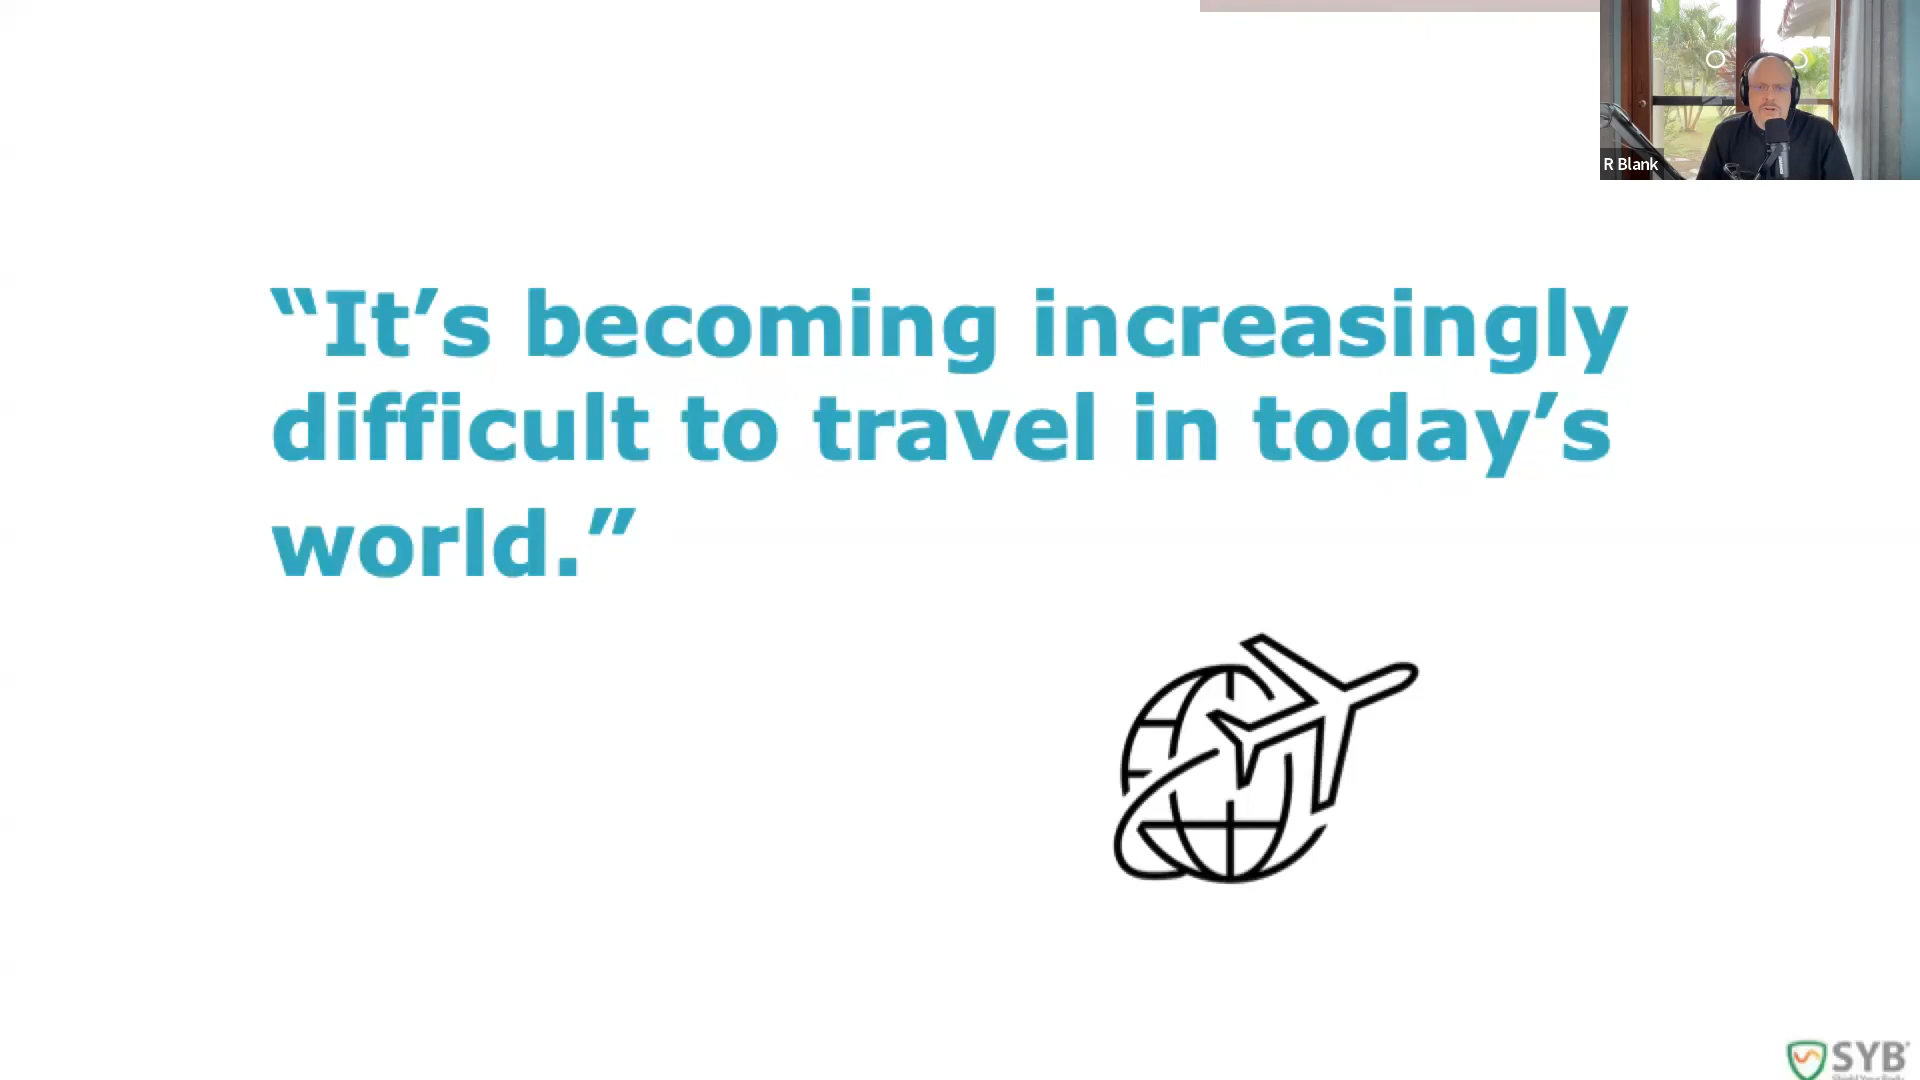 R Blank
“It’s becoming increasingly
difficult to travel in today’s
world.”
SYB®